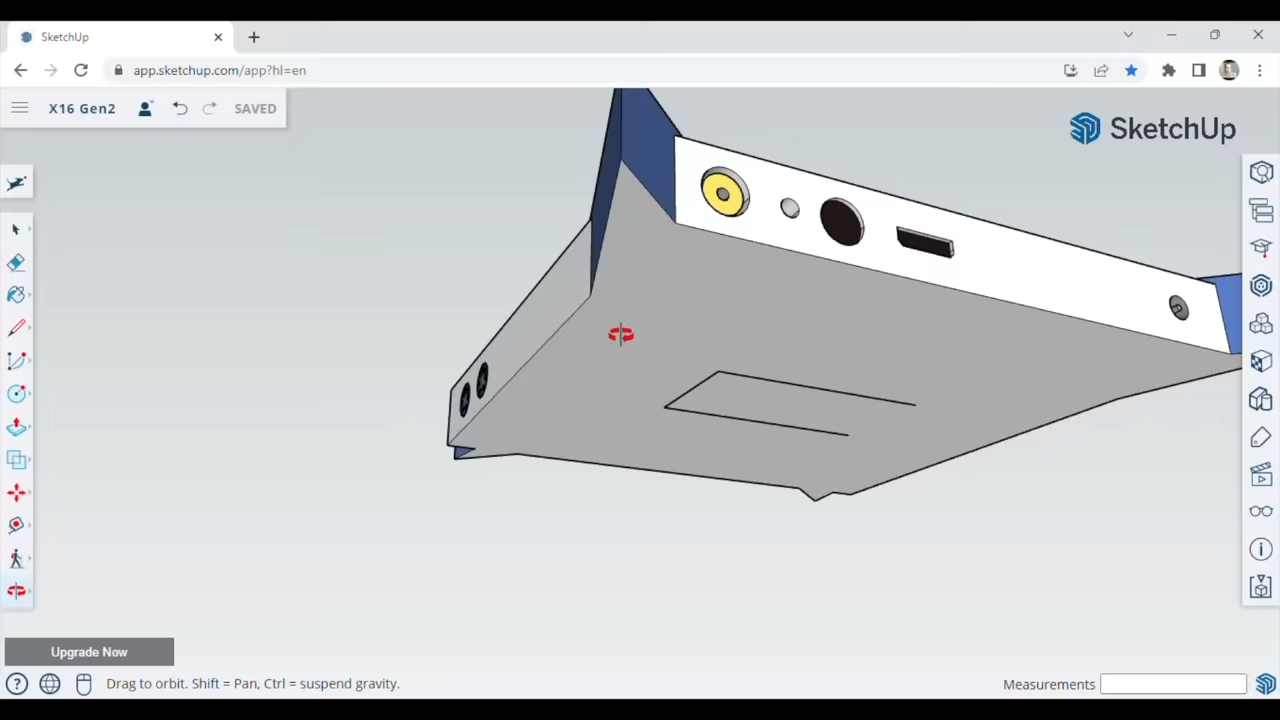 SketchUp
app.sketchup.com/app?hl=en
X16 Gen2
SAVED
SketchUp
Upgrade Now
Drag to orbit. Shift = Pan, Ctrl = suspend gravity.
Measurements